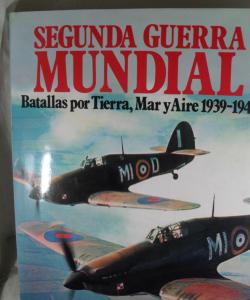 SEGUNDA GUERRA
MUNDIAL
Batallas por Tierra, Mar y Aire 1939-194
MI D
MI